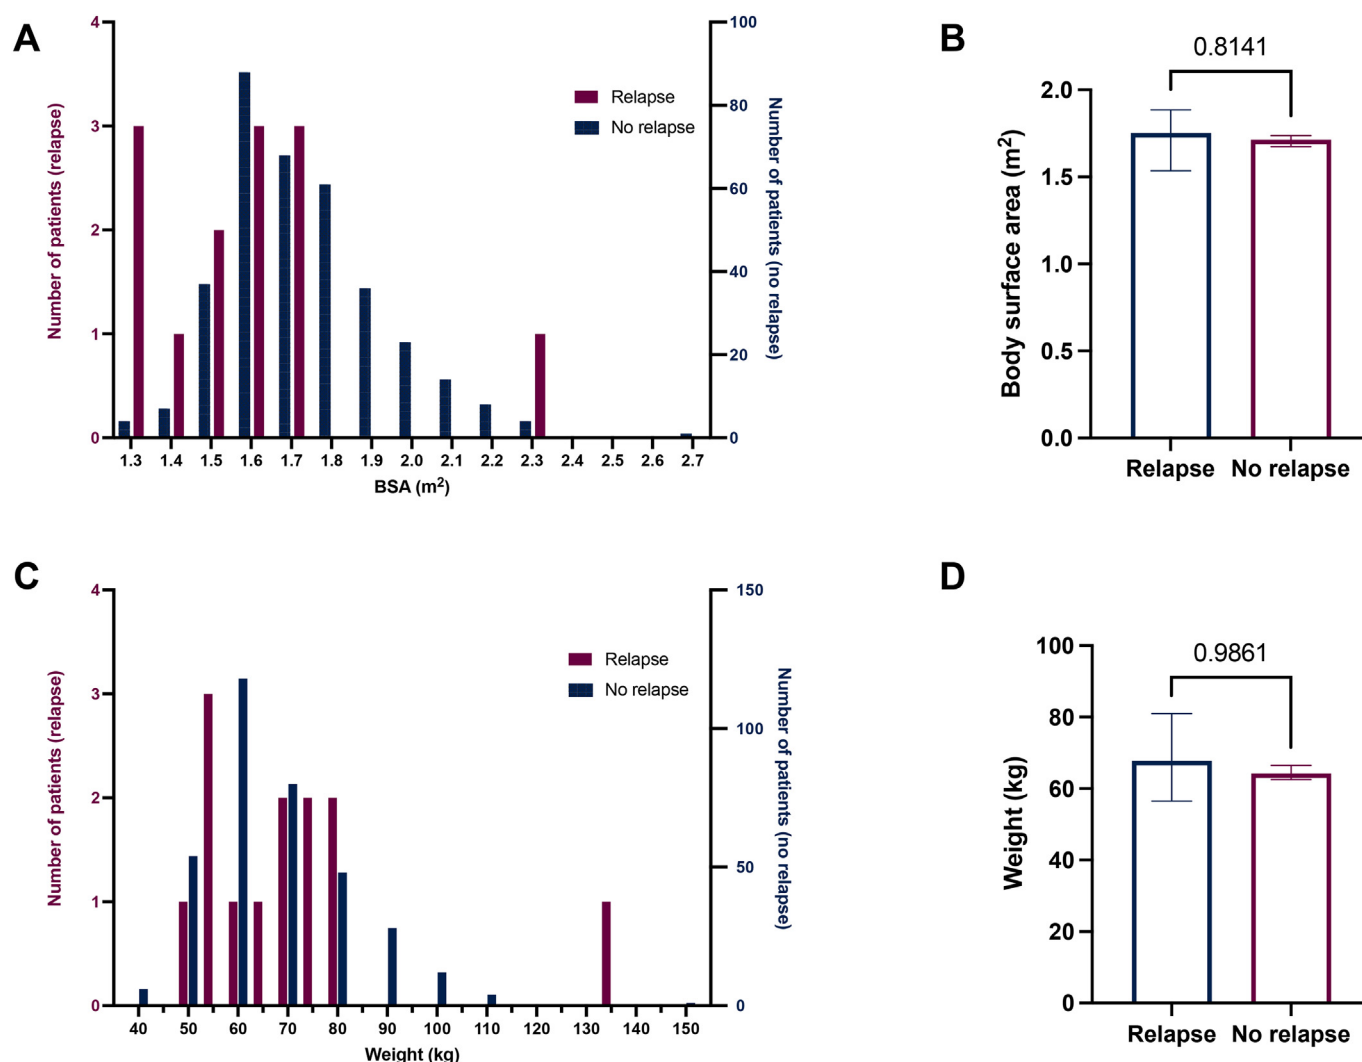 A
Number of patients (relapse)
4
3
2
1
0
100
80
60
40
20
0
Number of patients (no relapse)
Relapse
No relapse
1.3 1.4 1.5 1.6 1.7 1.8 1.9 2.0 2.1 2.2 2.3 2.4 2.5 2.6 2.7
BSA (m²)
B
0.8141
Body surface area (m²)
2.0
1.5
1.0
0.5
0.0
Relapse No relapse
C
Number of patients (relapse)
4
3
2
1
0
150
100
50
0
Number of patients (no relapse)
Relapse
No relapse
40 50 60 70 80 90 100 110 120 130 140 150
Weight (kg)
D
0.9861
Weight (kg)
100
80
60
40
20
0
Relapse No relapse